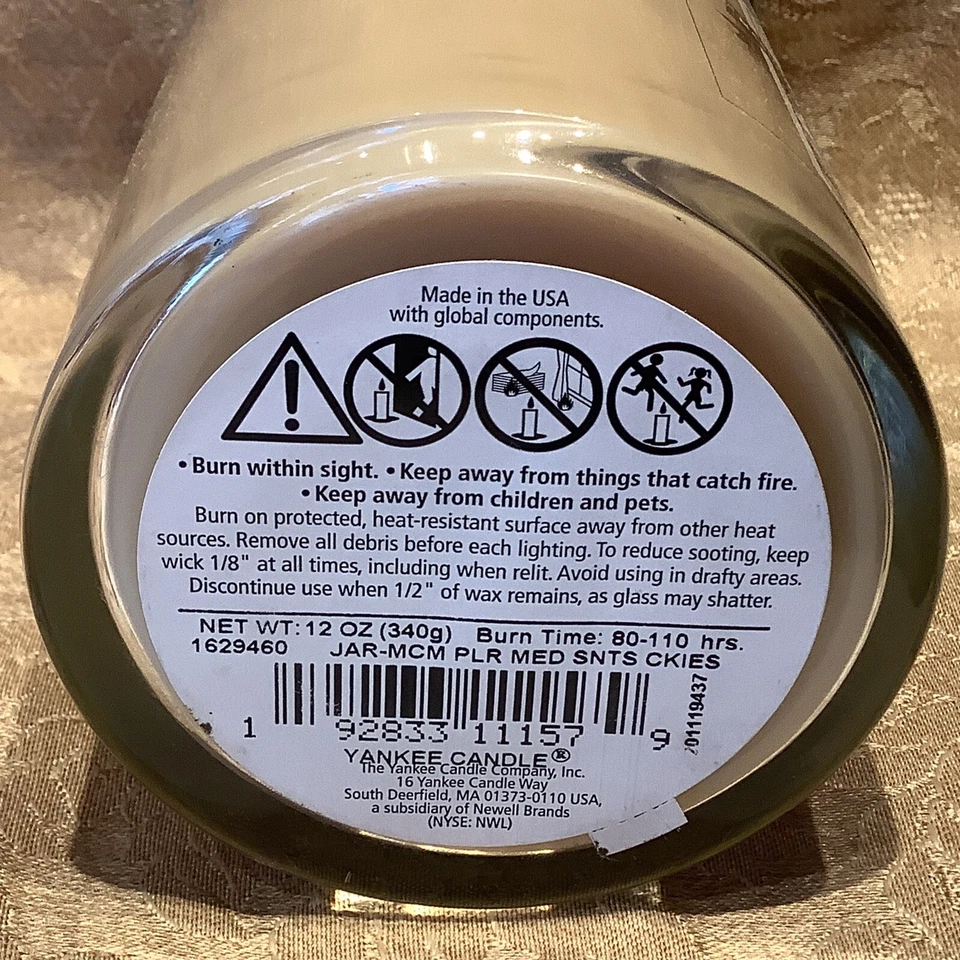 Made in the USA
with global components.
• Burn within sight. • Keep away from things that catch fire.
• Keep away from children and pets.
Burn on protected, heat-resistant surface away from other heat
sources. Remove all debris before each lighting. To reduce sooting, keep
wick 1/8" at all times, including when relit. Avoid using in drafty areas.
Discontinue use when 1/2" of wax remains, as glass may shatter.
NET WT: 12 OZ (340g) Burn Time: 80-110 hrs.
1629460 JAR-MCM PLR MED SNTS CKIES
1 92833 11157 9
201119437
YANKEE CANDLE®
The Yankee Candle Company, Inc.
16 Yankee Candle Way
South Deerfield, MA 01373-0110 USA,
a subsidiary of Newell Brands
(NYSE: NWL)